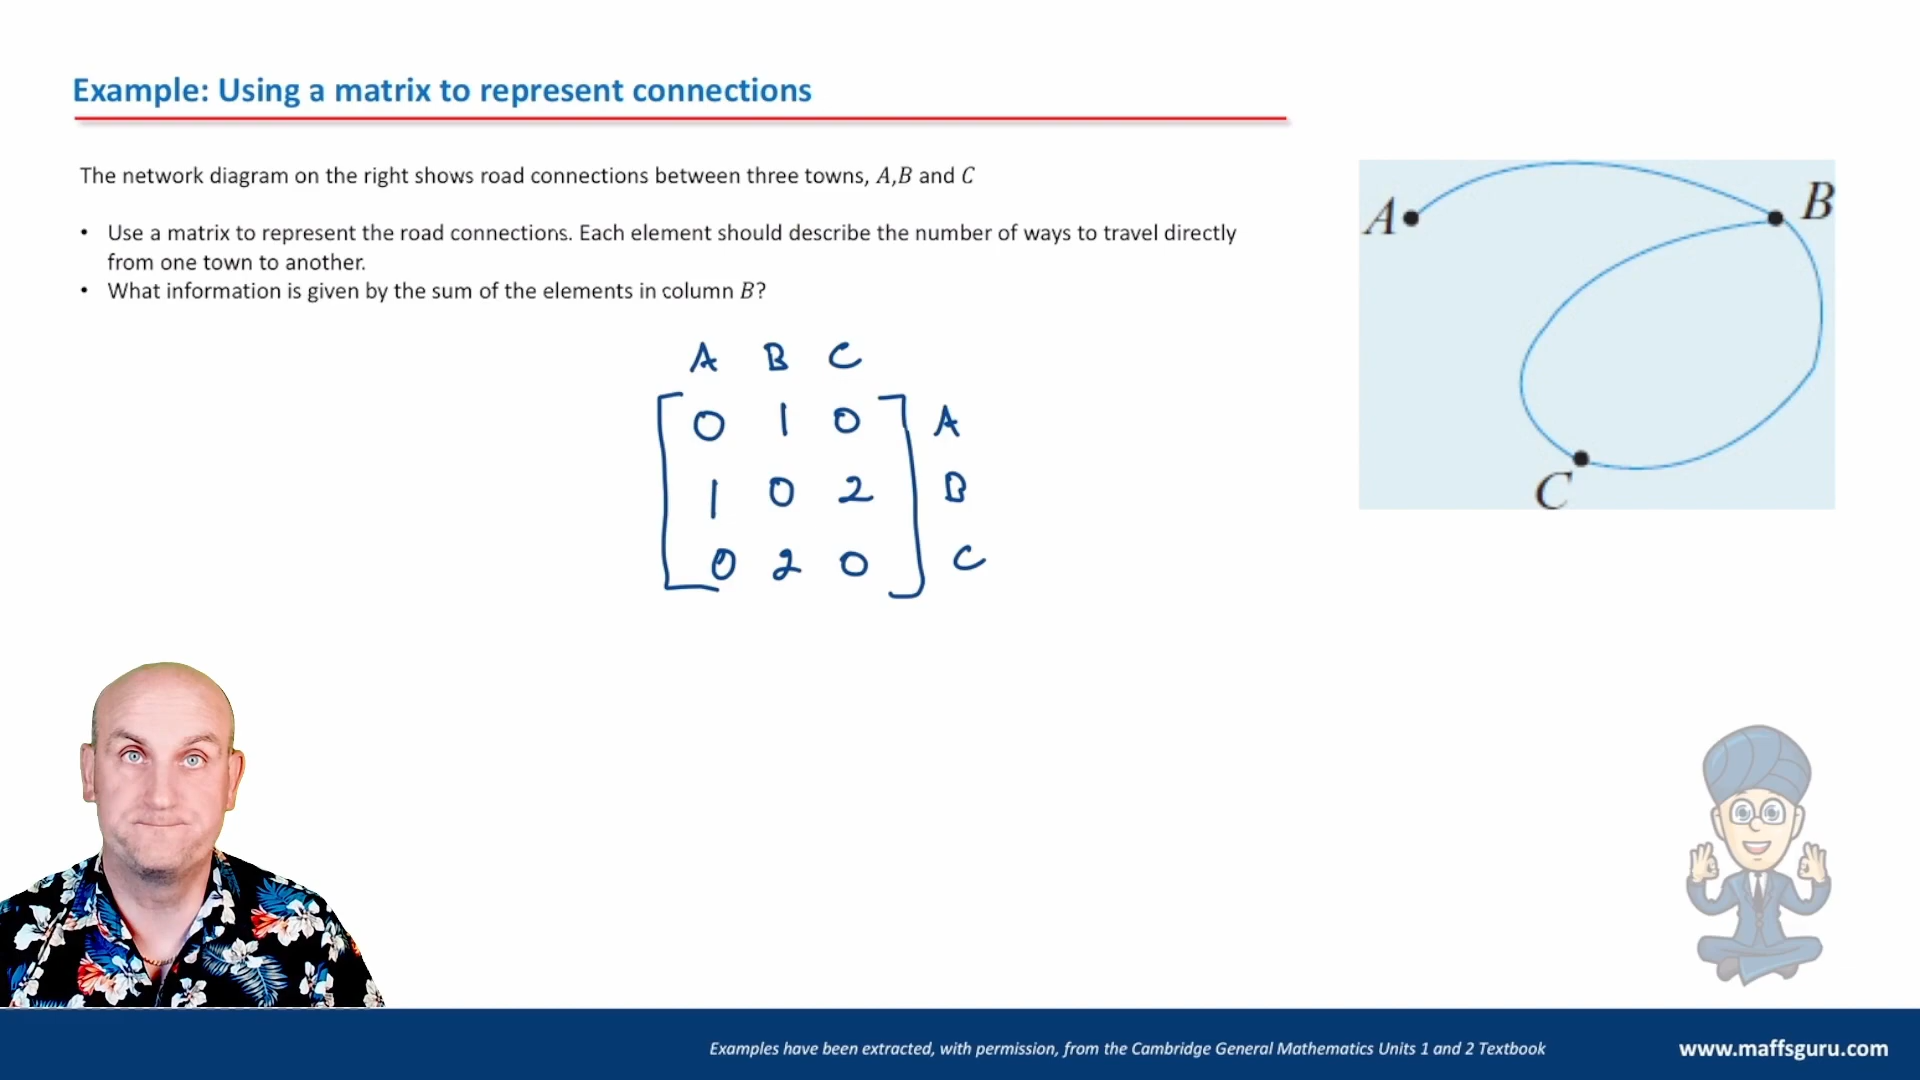 Example: Using a matrix to represent connections
The network diagram on the right shows road connections between three towns, A,B and C
• Use a matrix to represent the road connections. Each element should describe the number of ways to travel directly
from one town to another.
• What information is given by the sum of the elements in column B?
A B C
0 1 0 A
1 0 2 B
0 2 0 C
A
B
C
Examples have been extracted, with permission, from the Cambridge General Mathematics Units 1 and 2 Textbook
www.maffsguru.com